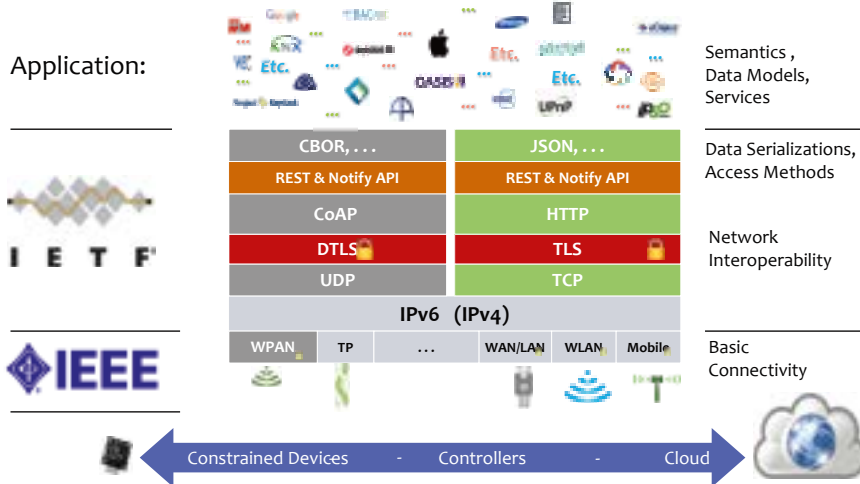 Google
Application:
Etc.
Etc.
OASIS
Etc.
UPnP
Semantics ,
Data Models,
Services
CBOR, . . .
JSON, . . .
Data Serializations,
Access Methods
REST & Notify API
REST & Notify API
CoAP
HTTP
IETF
DTLS
TLS
Network
Interoperability
UDP
TCP
IPv6 (IPv4)
WPAN
TP
. . .
WAN/LAN
WLAN
Mobile
Basic
Connectivity
IEEE
Constrained Devices - Controllers - Cloud